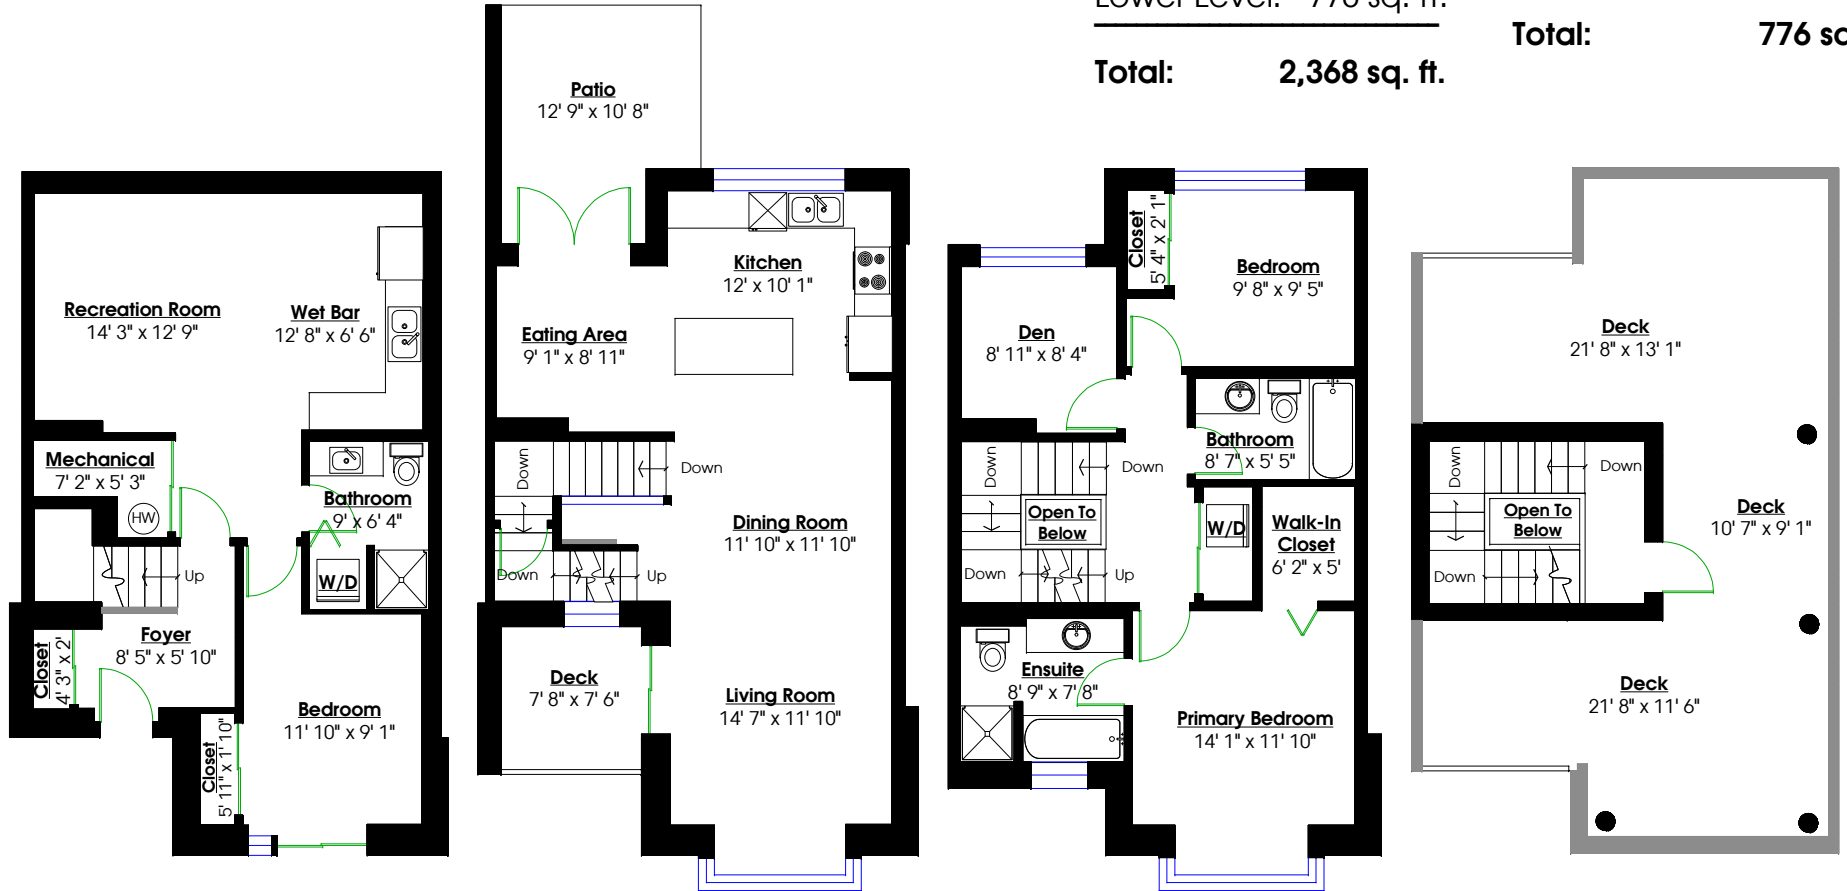 Lower Level: 776 sq. ft.
Total: 2,368 sq. ft.
Total: 776
Patio
12' 9" x 10' 8"
Recreation Room
14' 3" x 12' 9"
Wet Bar
12' 8" x 6' 6"
Mechanical
7' 2" x 5' 3"
HW
Bathroom
9' x 6' 4"
W/D
Up
Foyer
8' 5" x 5' 10"
Closet
4' 3" x 2'
Bedroom
11' 10" x 9' 1"
Closet
5' 11" x 1' 10"
Kitchen
12' x 10' 1"
Eating Area
9' 1" x 8' 11"
Down
Down
Dining Room
11' 10" x 11' 10"
Down
Up
Deck
7' 8" x 7' 6"
Living Room
14' 7" x 11' 10"
Closet
5' 4" x 2' 1"
Bedroom
9' 8" x 9' 5"
Den
8' 11" x 8' 4"
Bathroom
8' 7" x 5' 5"
Down
Down
Open To
Below
W/D
Walk-In
Closet
6' 2" x 5'
Down
Up
Ensuite
8' 9" x 7' 8"
Primary Bedroom
14' 1" x 11' 10"
Deck
21' 8" x 13' 1"
Down
Down
Open To
Below
Deck
10' 7" x 9' 1"
Down
Deck
21' 8" x 11' 6"